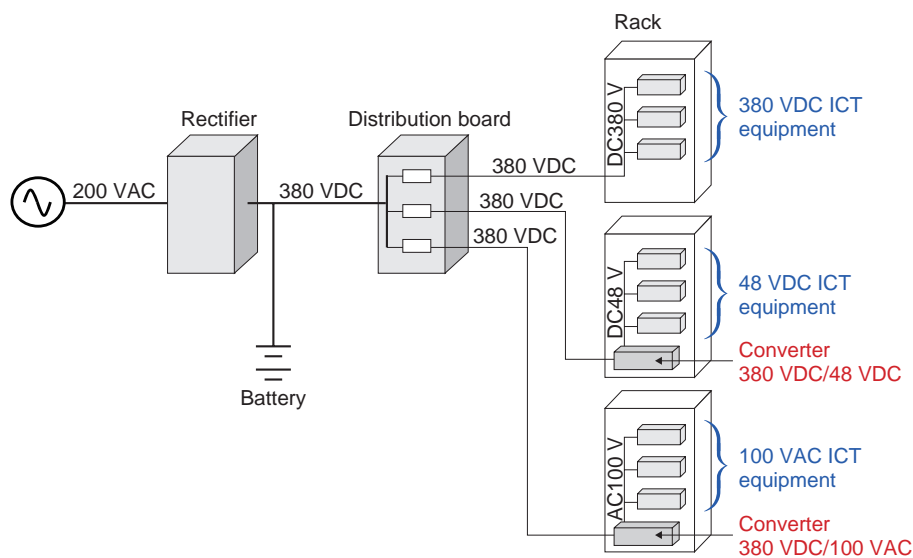 Rack
DC380 V
380 VDC ICT
equipment
Rectifier
Distribution board
200 VAC
380 VDC
380 VDC
380 VDC
380 VDC
Battery
DC48 V
48 VDC ICT
equipment
Converter
380 VDC/48 VDC
AC100 V
100 VAC ICT
equipment
Converter
380 VDC/100 VAC